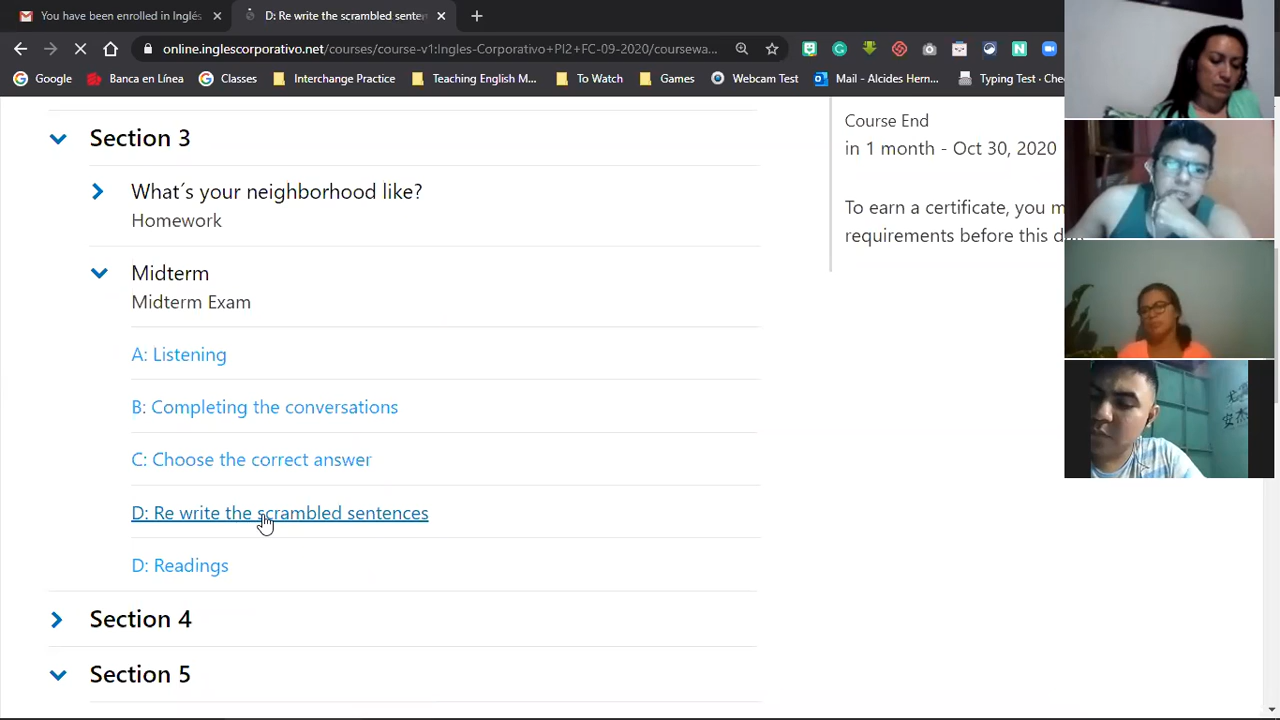 You have been enrolled in Inglés
D: Re write the scrambled senten
online.inglescorporativo.net/courses/course-v1:Ingles-Corporativo+PI2+FC-09-2020/coursewa...
Google
Banca en Línea
Classes
Interchange Practice
Teaching English M...
To Watch
Games
Webcam Test
Mail - Alcides Hern...
Typing Test - Chec
Section 3
What´s your neighborhood like?
Homework
Midterm
Midterm Exam
A: Listening
B: Completing the conversations
C: Choose the correct answer
D: Re write the scrambled sentences
D: Readings
Section 4
Section 5
Course End
in 1 month - Oct 30, 2020
To earn a certificate, you m
requirements before this d
安杰